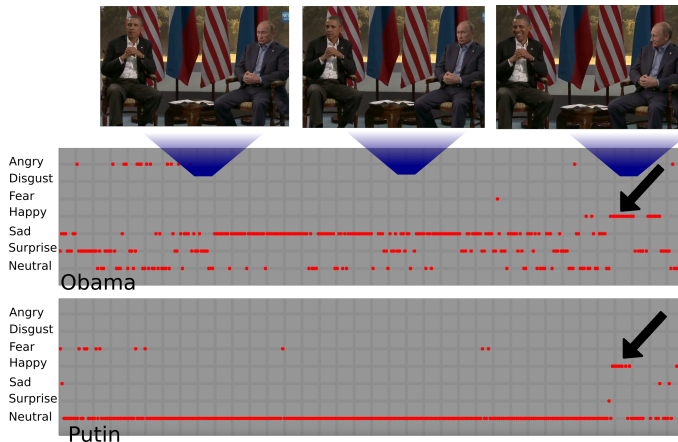 Angry
Disgust
Fear
Happy
Sad
Surprise
Neutral
Obama
Angry
Disgust
Fear
Happy
Sad
Surprise
Neutral
Putin